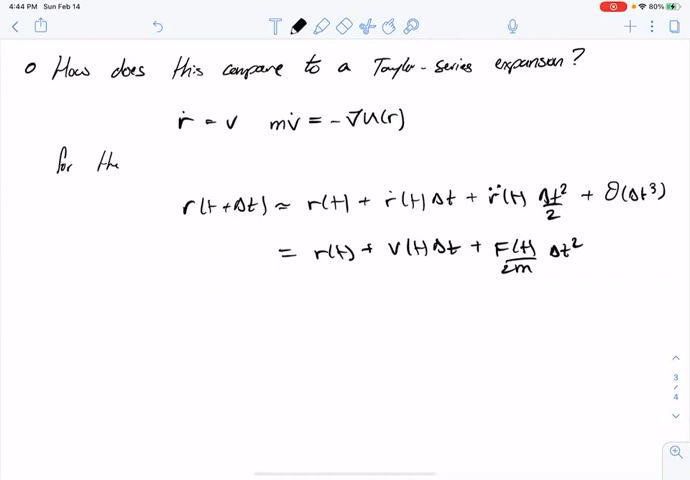 4:44 PM Sun Feb 14
80%
o How does this compare to a Taylor-series expansion?
ṙ = v   mv̇ = -∇U(r)
for the
r(t+Δt) ≈ r(t) + ṙ(t)Δt + r̈(t) Δt²/2 + O(Δt³)
= r(t) + v(t)Δt + F(t)/2m Δt²
3
/
4